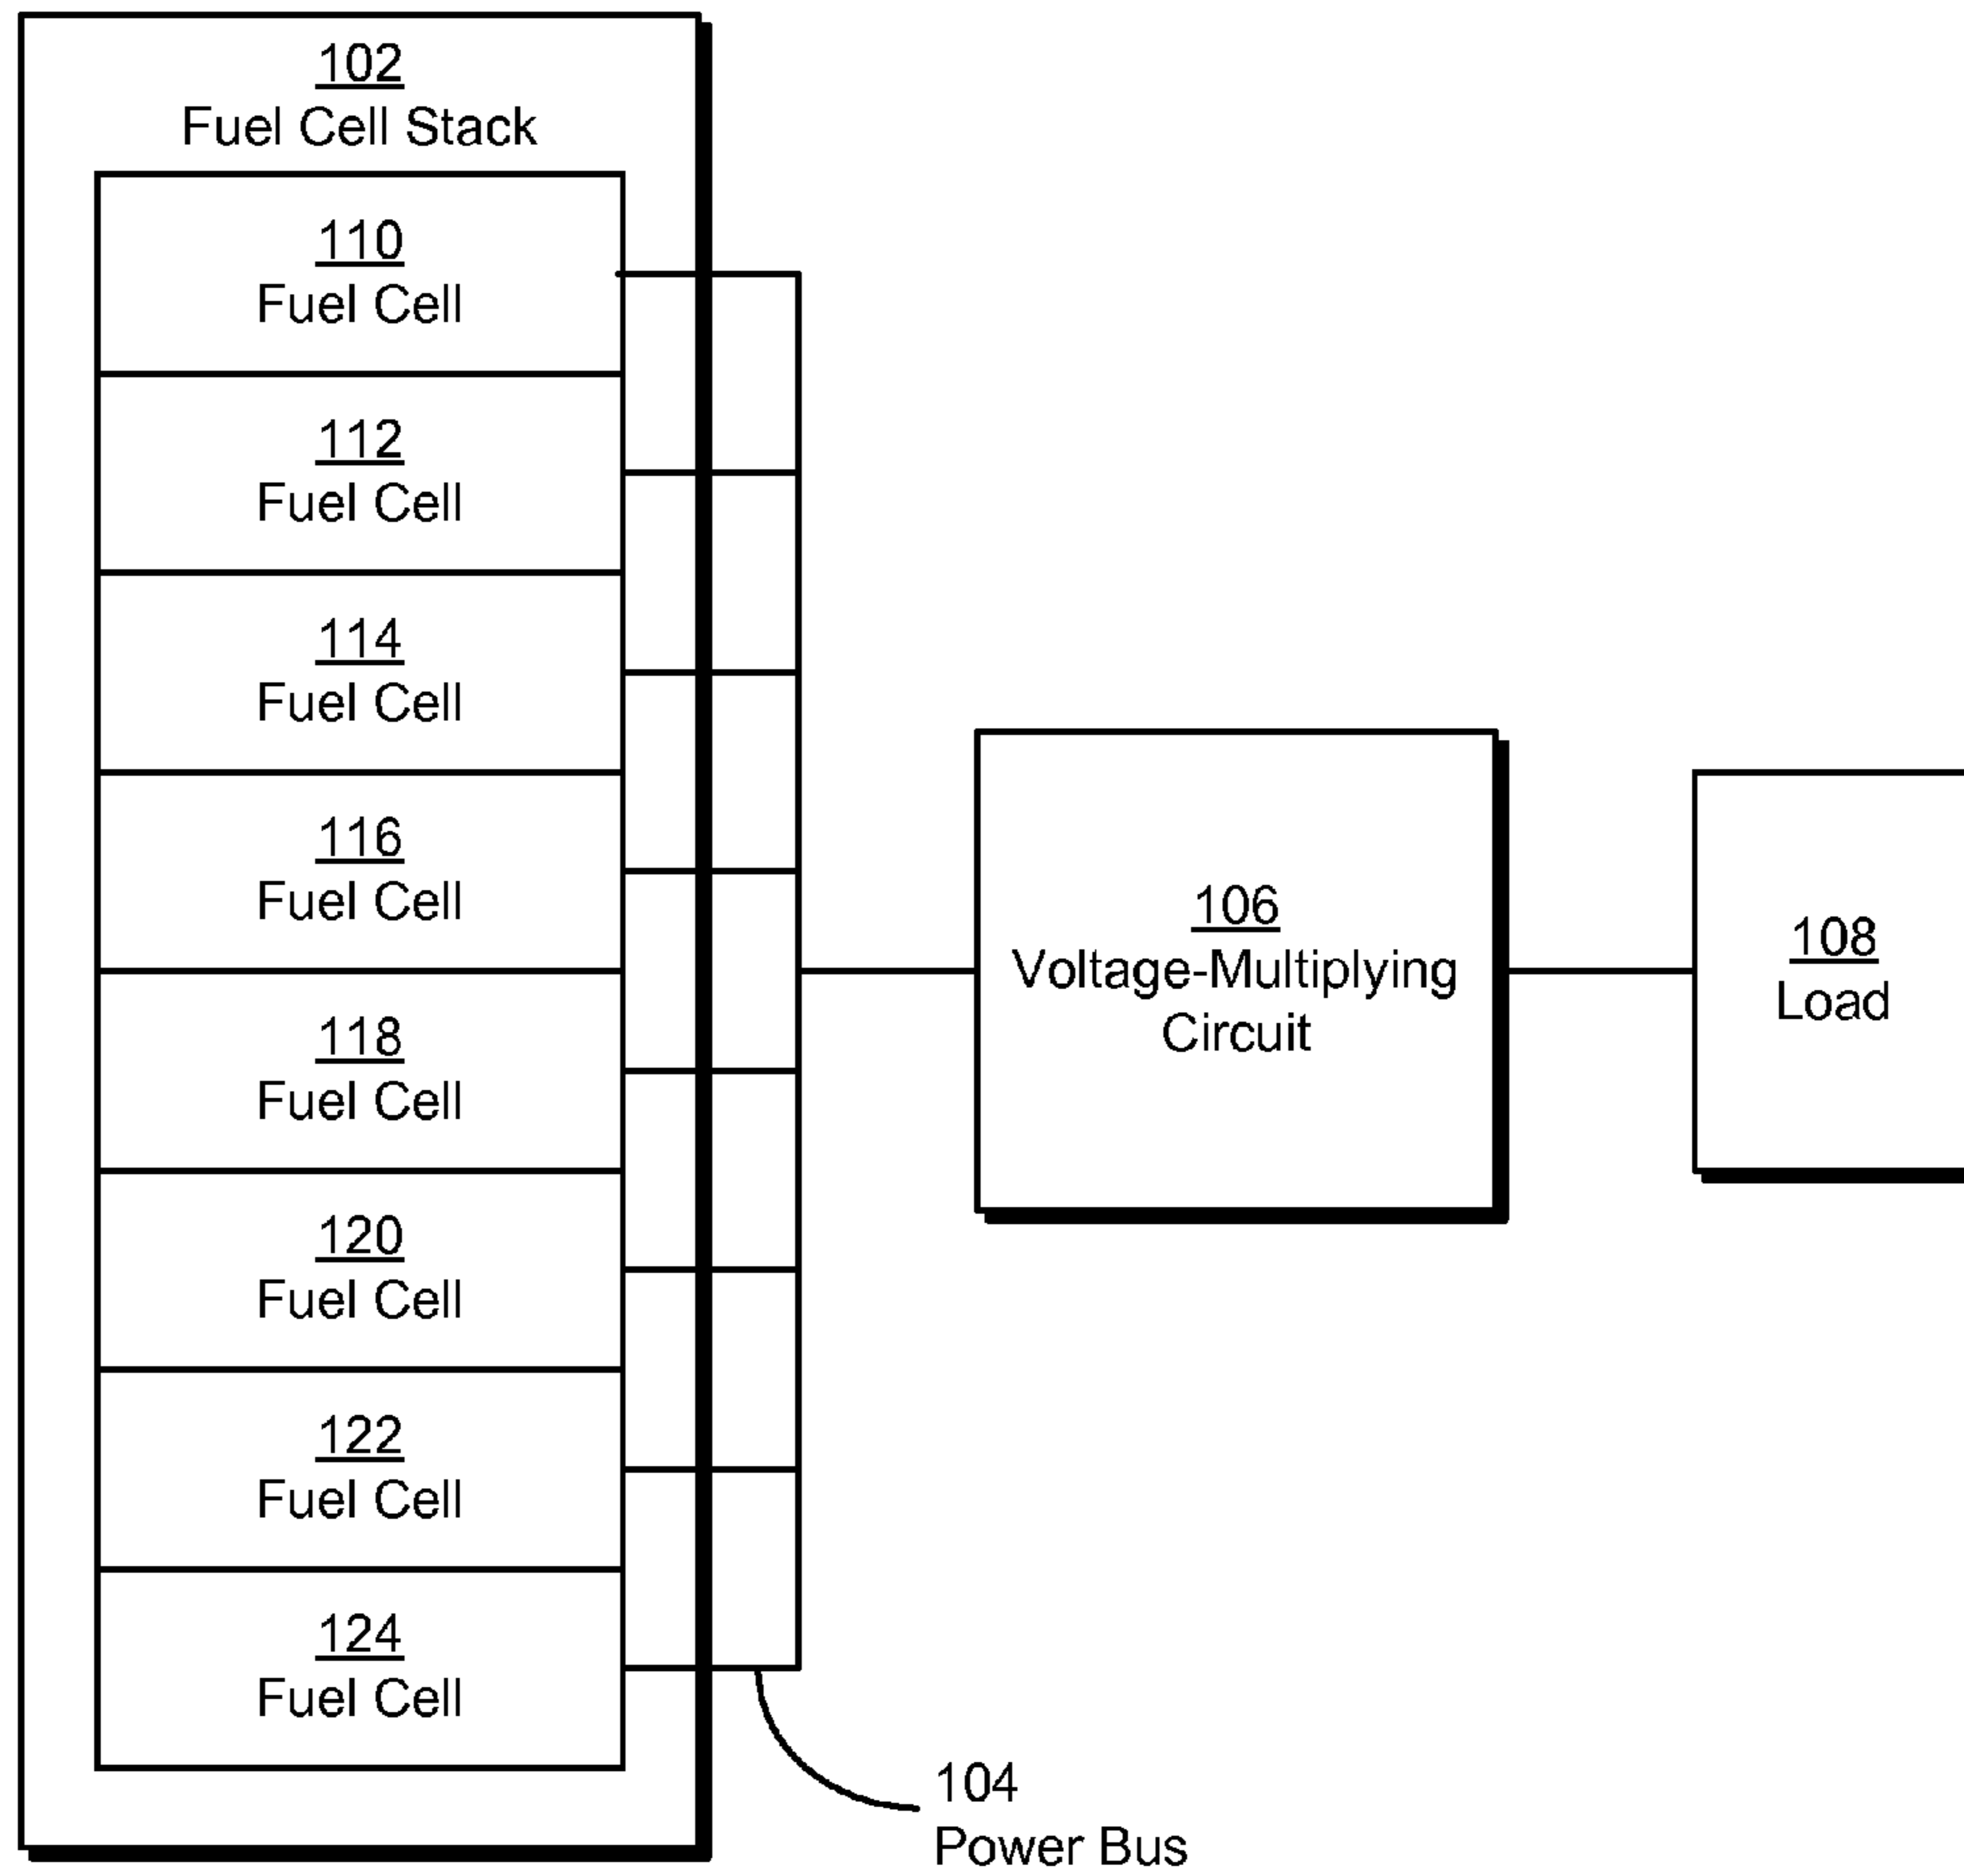 102
Fuel Cell Stack
110
Fuel Cell
112
Fuel Cell
114
Fuel Cell
116
Fuel Cell
118
Fuel Cell
120
Fuel Cell
122
Fuel Cell
124
Fuel Cell
104
Power Bus
106
Voltage-Multiplying
Circuit
108
Load